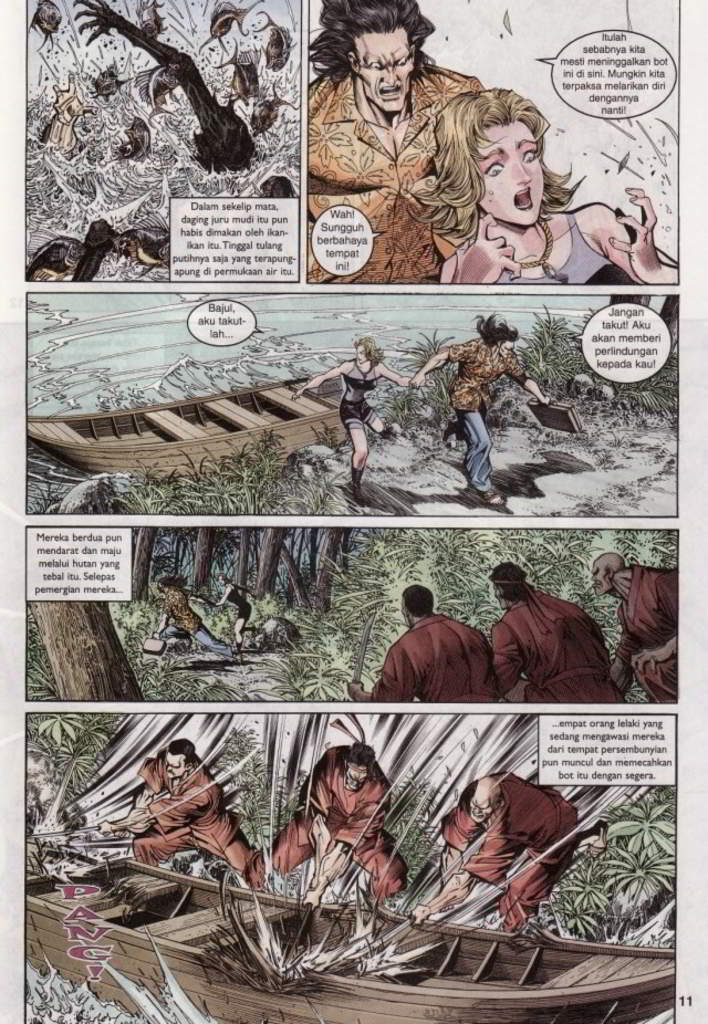 Dalam sekelip mata,
daging juru mudi itu pun
habis dimakan oleh ikan-
ikan itu. Tinggal tulang
putihnya saja yang terapung-
apung di permukaan air itu.
Itulah
sebabnya kita
mesti meninggalkan bot
ini di sini. Mungkin kita
terpaksa melarikan diri
dengannya
nanti!
Wah!
Sungguh
berbahaya
tempat
ini!
Bajul,
aku takut-
lah...
Jangan
takut! Aku
akan memberi
perlindungan
kepada kau!
Mereka berdua pun
mendarat dan maju
melalui hutan yang
tebal itu. Selepas
pemergian mereka...
...empat orang lelaki yang
sedang mengawasi mereka
dari tempat persembunyian
pun muncul dan memecahkan
bot itu dengan segera.
PANG!
11